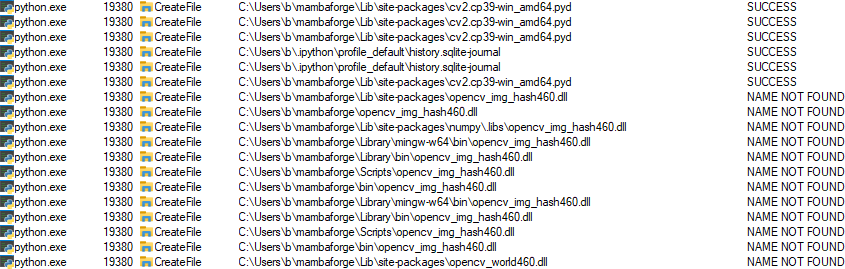 python.exe 19380 CreateFile C:\Users\b\mambaforge\Lib\site-packages\cv2.cp39-win_amd64.pyd SUCCESS
python.exe 19380 CreateFile C:\Users\b\mambaforge\Lib\site-packages\cv2.cp39-win_amd64.pyd SUCCESS
python.exe 19380 CreateFile C:\Users\b\mambaforge\Lib\site-packages\cv2.cp39-win_amd64.pyd SUCCESS
python.exe 19380 CreateFile C:\Users\b\.ipython\profile_default\history.sqlite-journal SUCCESS
python.exe 19380 CreateFile C:\Users\b\.ipython\profile_default\history.sqlite-journal SUCCESS
python.exe 19380 CreateFile C:\Users\b\mambaforge\Lib\site-packages\cv2.cp39-win_amd64.pyd SUCCESS
python.exe 19380 CreateFile C:\Users\b\mambaforge\Lib\site-packages\opencv_img_hash460.dll NAME NOT FOUND
python.exe 19380 CreateFile C:\Users\b\mambaforge\opencv_img_hash460.dll NAME NOT FOUND
python.exe 19380 CreateFile C:\Users\b\mambaforge\Lib\site-packages\numpy\.libs\opencv_img_hash460.dll NAME NOT FOUND
python.exe 19380 CreateFile C:\Users\b\mambaforge\Library\mingw-w64\bin\opencv_img_hash460.dll NAME NOT FOUND
python.exe 19380 CreateFile C:\Users\b\mambaforge\Library\bin\opencv_img_hash460.dll NAME NOT FOUND
python.exe 19380 CreateFile C:\Users\b\mambaforge\Scripts\opencv_img_hash460.dll NAME NOT FOUND
python.exe 19380 CreateFile C:\Users\b\mambaforge\bin\opencv_img_hash460.dll NAME NOT FOUND
python.exe 19380 CreateFile C:\Users\b\mambaforge\Library\mingw-w64\bin\opencv_img_hash460.dll NAME NOT FOUND
python.exe 19380 CreateFile C:\Users\b\mambaforge\Library\bin\opencv_img_hash460.dll NAME NOT FOUND
python.exe 19380 CreateFile C:\Users\b\mambaforge\Scripts\opencv_img_hash460.dll NAME NOT FOUND
python.exe 19380 CreateFile C:\Users\b\mambaforge\bin\opencv_img_hash460.dll NAME NOT FOUND
python.exe 19380 CreateFile C:\Users\b\mambaforge\Lib\site-packages\opencv_world460.dll NAME NOT FOUND